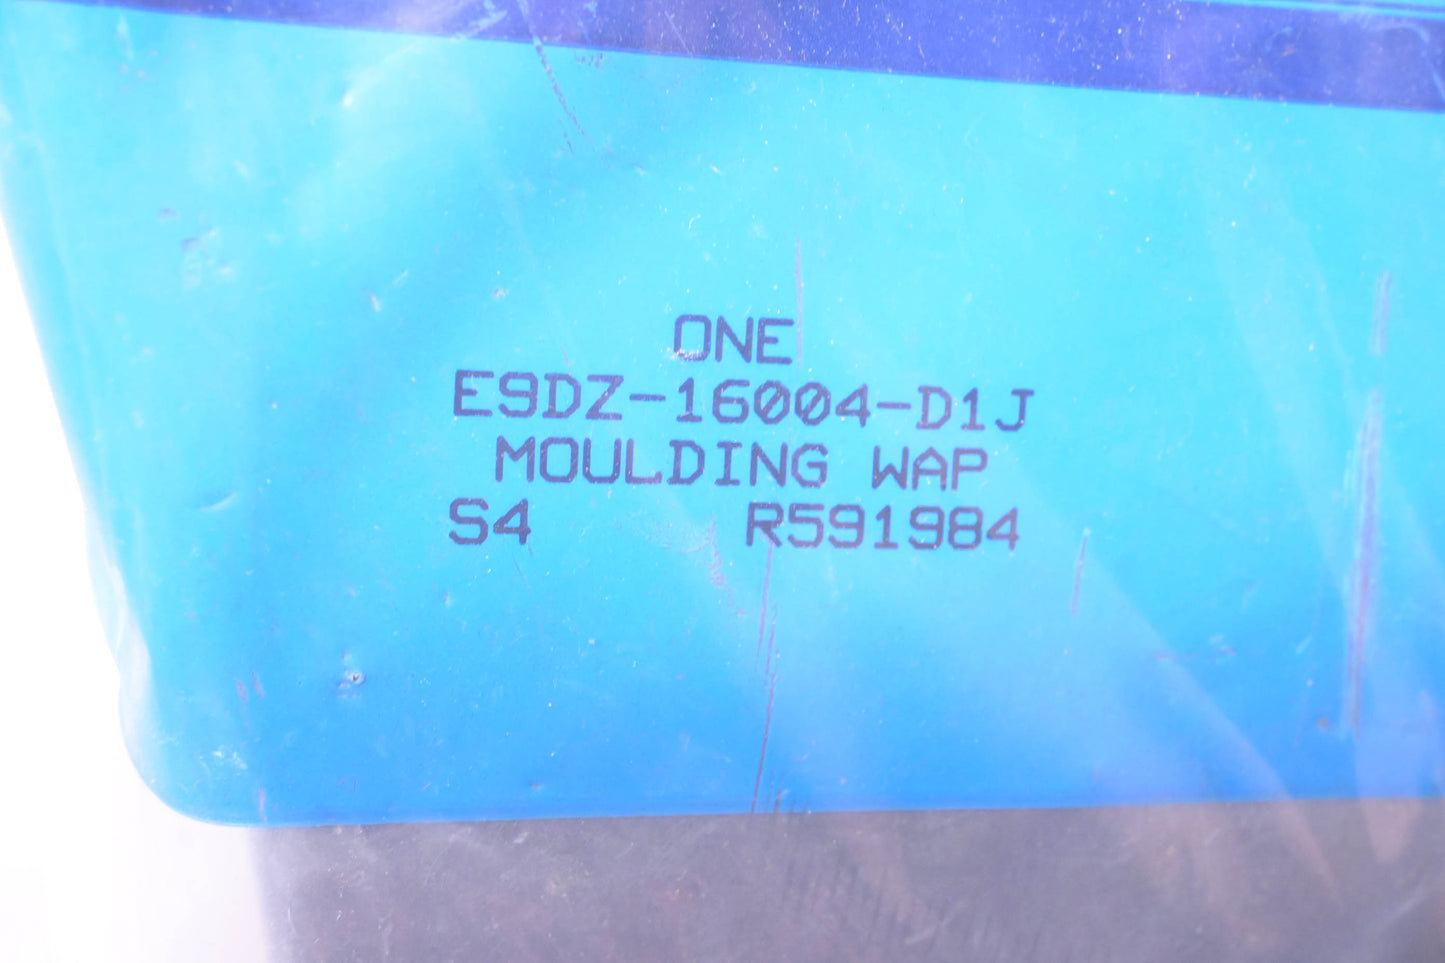 ONE
E9DZ-16004-D1J
MOULDING WAP
S4 R591984